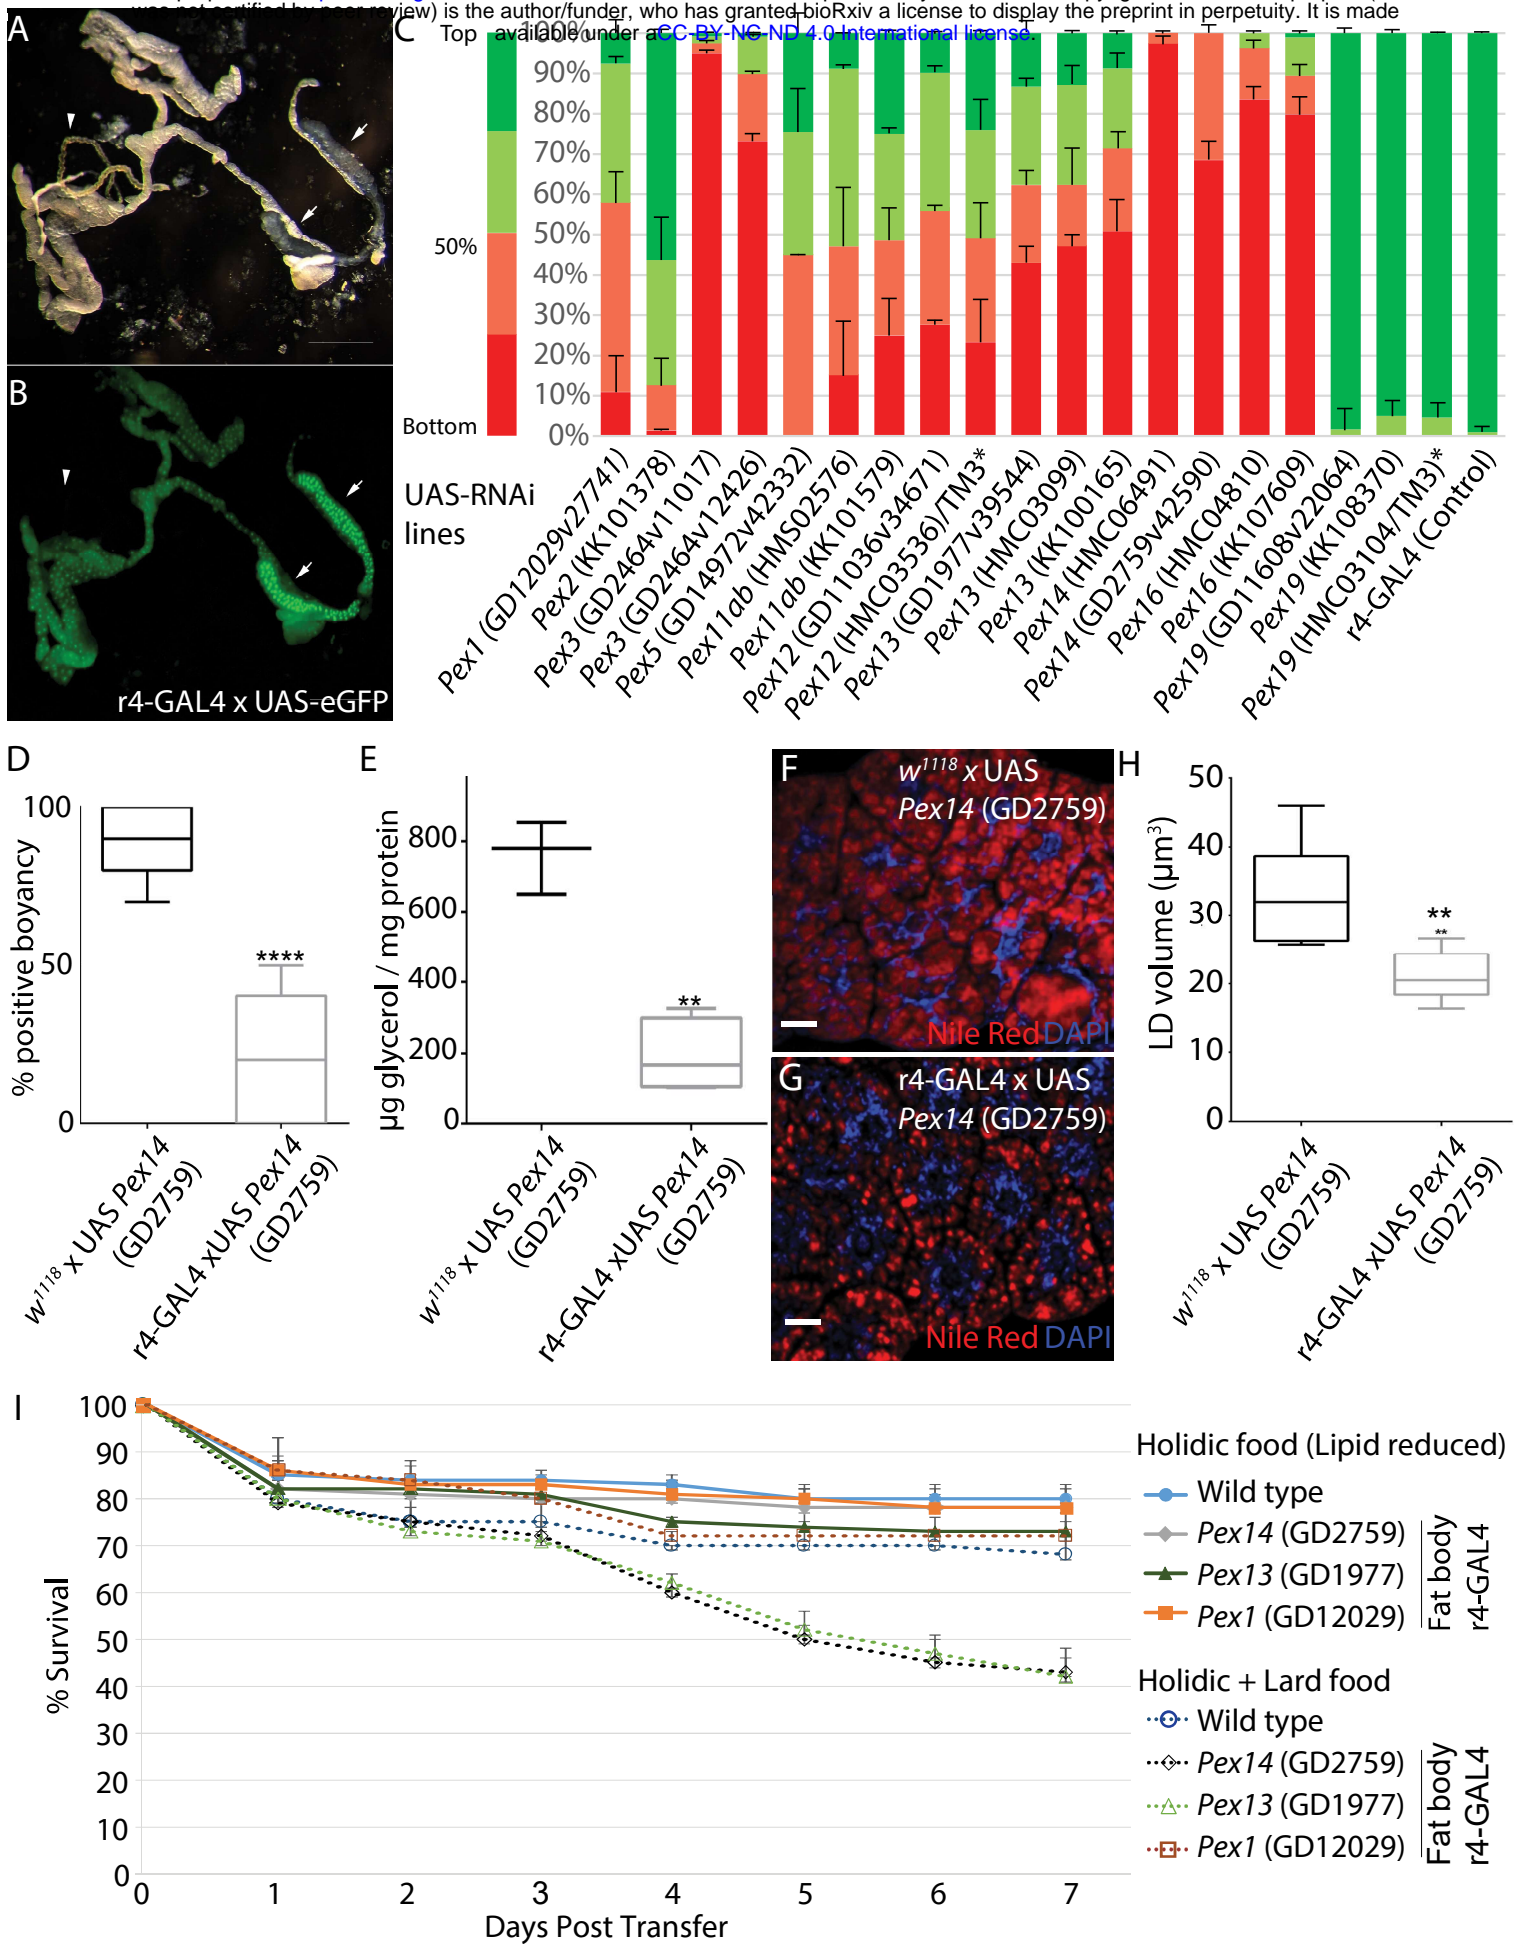 was not certified by peer review) is the author/funder, who has granted bioRxiv a license to display the preprint in perpetuity. It is made
available under a CC-BY-NC-ND 4.0 International license.
A
B
r4-GAL4 x UAS-eGFP
C
Top
50%
Bottom
100%
90%
80%
70%
60%
50%
40%
30%
20%
10%
0%
UAS-RNAi
lines
Pex1 (GD12029v27741)
Pex2 (KK101378)
Pex3 (GD2464v11017)
Pex3 (GD2464v12426)
Pex5 (GD14972v42332)
Pex11ab (HMS02576)
Pex11ab (KK101579)
Pex12 (GD11036v34671)
Pex12 (HMC03536)/TM3*
Pex13 (GD1977v39544)
Pex13 (HMC03099)
Pex13 (KK100165)
Pex14 (HMC06491)
Pex14 (GD2759v42590)
Pex16 (HMC04810)
Pex16 (KK107609)
Pex19 (GD11608v22064)
Pex19 (KK108370)
Pex19 (HMC03104/TM3)*
r4-GAL4 (Control)
D
% positive boyancy
100
50
0
****
w1118 x UAS Pex14
(GD2759)
r4-GAL4 xUAS Pex14
(GD2759)
E
µg glycerol / mg protein
800
600
400
200
0
**
w1118 x UAS Pex14
(GD2759)
r4-GAL4 xUAS Pex14
(GD2759)
F
w1118 x UAS
Pex14 (GD2759)
Nile Red DAPI
G
r4-GAL4 x UAS
Pex14 (GD2759)
Nile Red DAPI
H
LD volume (µm3)
50
40
30
20
10
0
**
**
w1118 x UAS Pex14
(GD2759)
r4-GAL4 xUAS Pex14
(GD2759)
I
% Survival
100
90
80
70
60
50
40
30
20
10
0
0 1 2 3 4 5 6 7
Days Post Transfer
Holidic food (Lipid reduced)
Wild type
Pex14 (GD2759)
Pex13 (GD1977)
Pex1 (GD12029)
Fat body
r4-GAL4
Holidic + Lard food
Wild type
Pex14 (GD2759)
Pex13 (GD1977)
Pex1 (GD12029)
Fat body
r4-GAL4